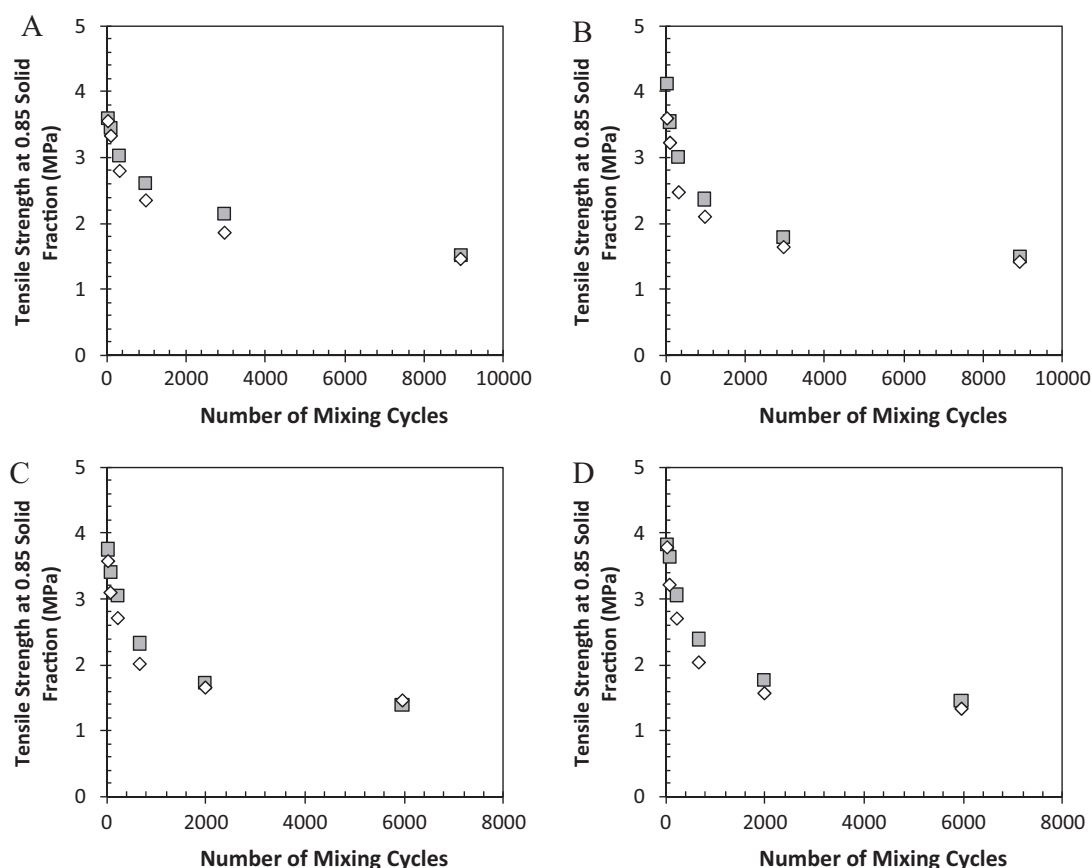 A
Tensile Strength at 0.85 Solid
Fraction (MPa)
5
4
3
2
1
0
0 2000 4000 6000 8000 10000
Number of Mixing Cycles
B
Tensile Strength at 0.85 Solid
Fraction (MPa)
5
4
3
2
1
0
0 2000 4000 6000 8000 10000
Number of Mixing Cycles
C
Tensile Strength at 0.85 Solid
Fraction (MPa)
5
4
3
2
1
0
0 2000 4000 6000 8000
Number of Mixing Cycles
D
Tensile Strength at 0.85 Solid
Fraction (MPa)
5
4
3
2
1
0
0 2000 4000 6000 8000
Number of Mixing Cycles